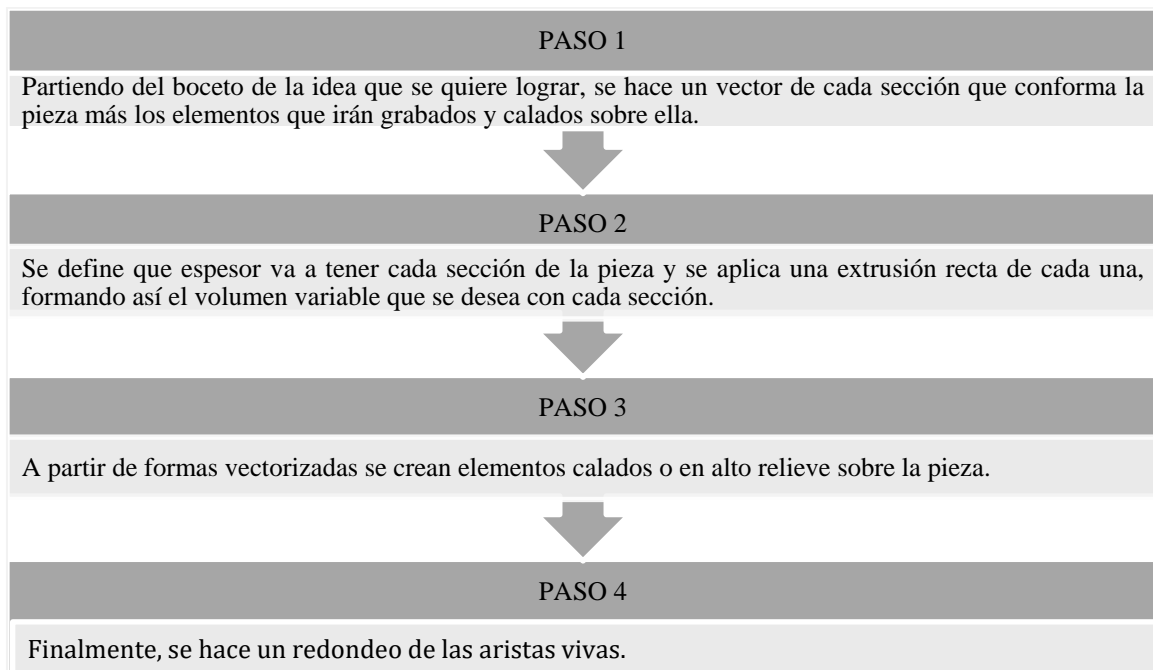 PASO 1
Partiendo del boceto de la idea que se quiere lograr, se hace un vector de cada sección que conforma la
pieza más los elementos que irán grabados y calados sobre ella.
PASO 2
Se define que espesor va a tener cada sección de la pieza y se aplica una extrusión recta de cada una,
formando así el volumen variable que se desea con cada sección.
PASO 3
A partir de formas vectorizadas se crean elementos calados o en alto relieve sobre la pieza.
PASO 4
Finalmente, se hace un redondeo de las aristas vivas.